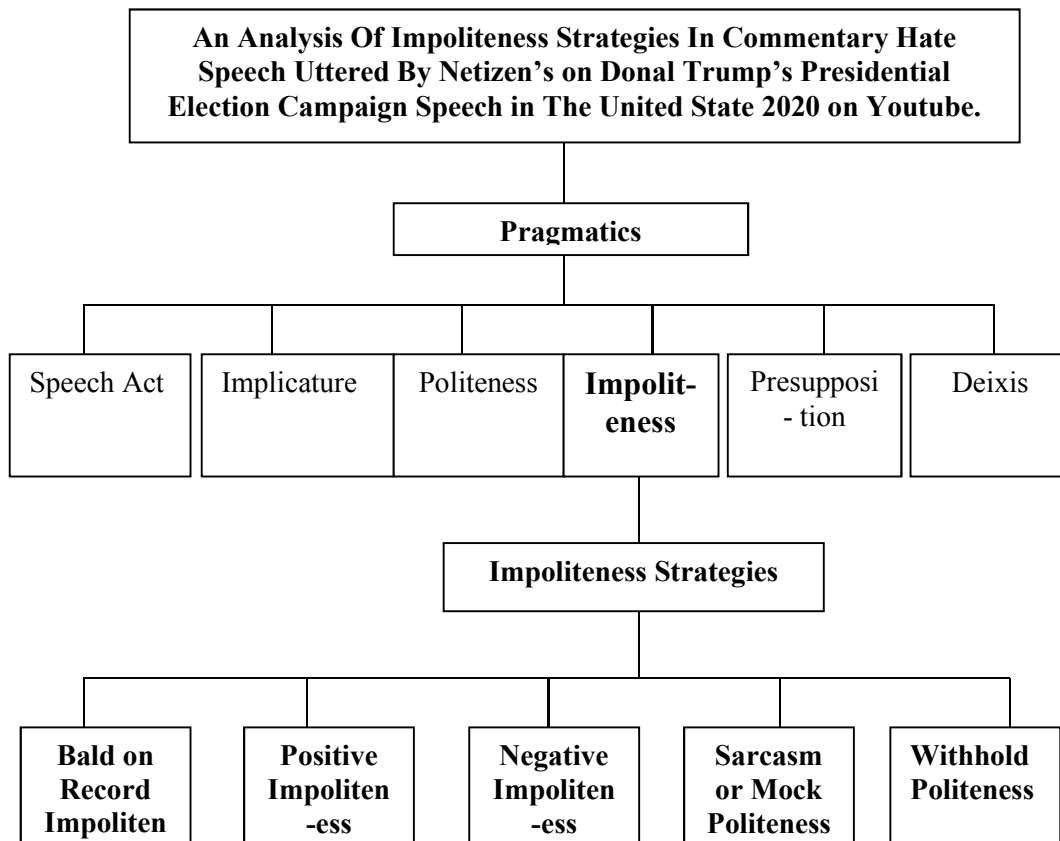 An Analysis Of Impoliteness Strategies In Commentary Hate
Speech Uttered By Netizen's on Donal Trump's Presidential
Election Campaign Speech in The United State 2020 on Youtube.
Pragmatics
Speech Act
Implicature
Politeness
Impolit-
eness
Presupposi
- tion
Deixis
Impoliteness Strategies
Bald on
Record
Impoliten
Positive
Impoliten
-ess
Negative
Impoliten
-ess
Sarcasm
or Mock
Politeness
Withhold
Politeness